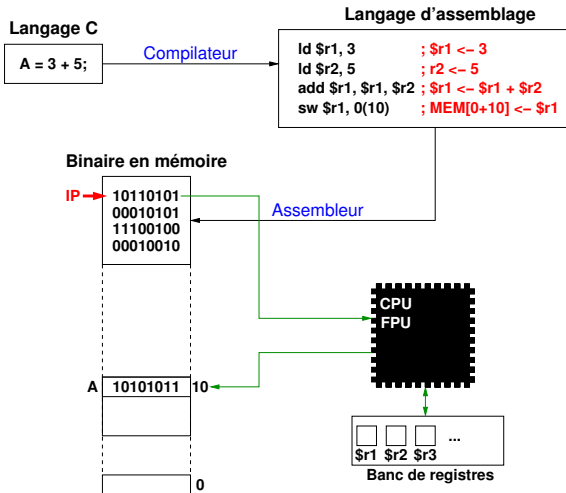 Langage C
A = 3 + 5;
Compilateur
Langage d'assemblage
ld $r1, 3 ; $r1 <- 3
ld $r2, 5 ; r2 <- 5
add $r1, $r1, $r2 ; $r1 <- $r1 + $r2
sw $r1, 0(10) ; MEM[0+10] <- $r1
Binaire en mémoire
IP
10110101
00010101
11100100
00010010
Assembleur
CPU
FPU
A 10101011 10
...
$r1 $r2 $r3
Banc de registres
0